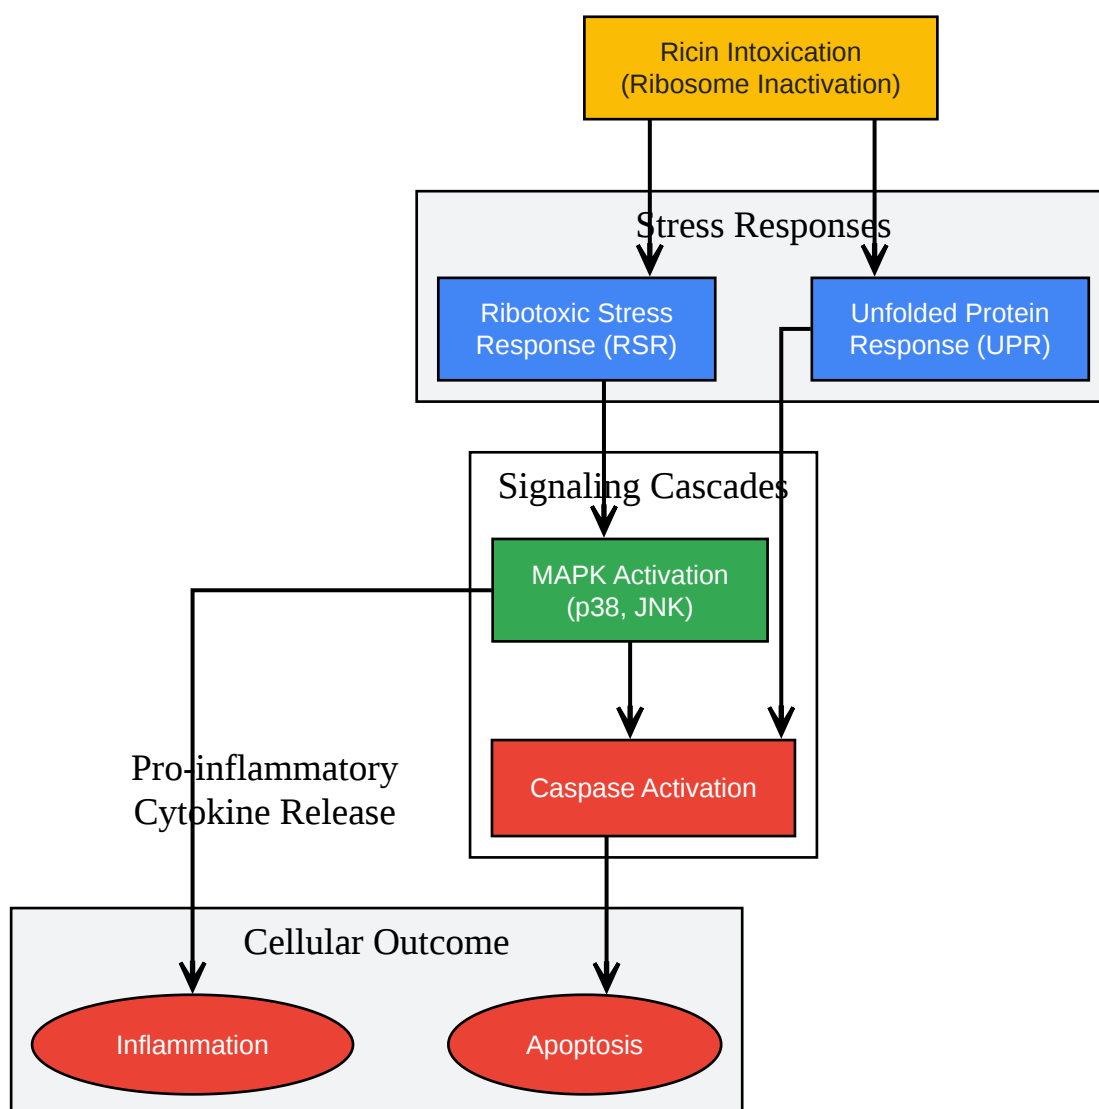 Ricin Intoxication
(Ribosome Inactivation)
Stress Responses
Ribotoxic Stress
Response (RSR)
Unfolded Protein
Response (UPR)
Signaling Cascades
MAPK Activation
(p38, JNK)
Pro-inflammatory
Cytokine Release
Caspase Activation
Cellular Outcome
Inflammation
Apoptosis